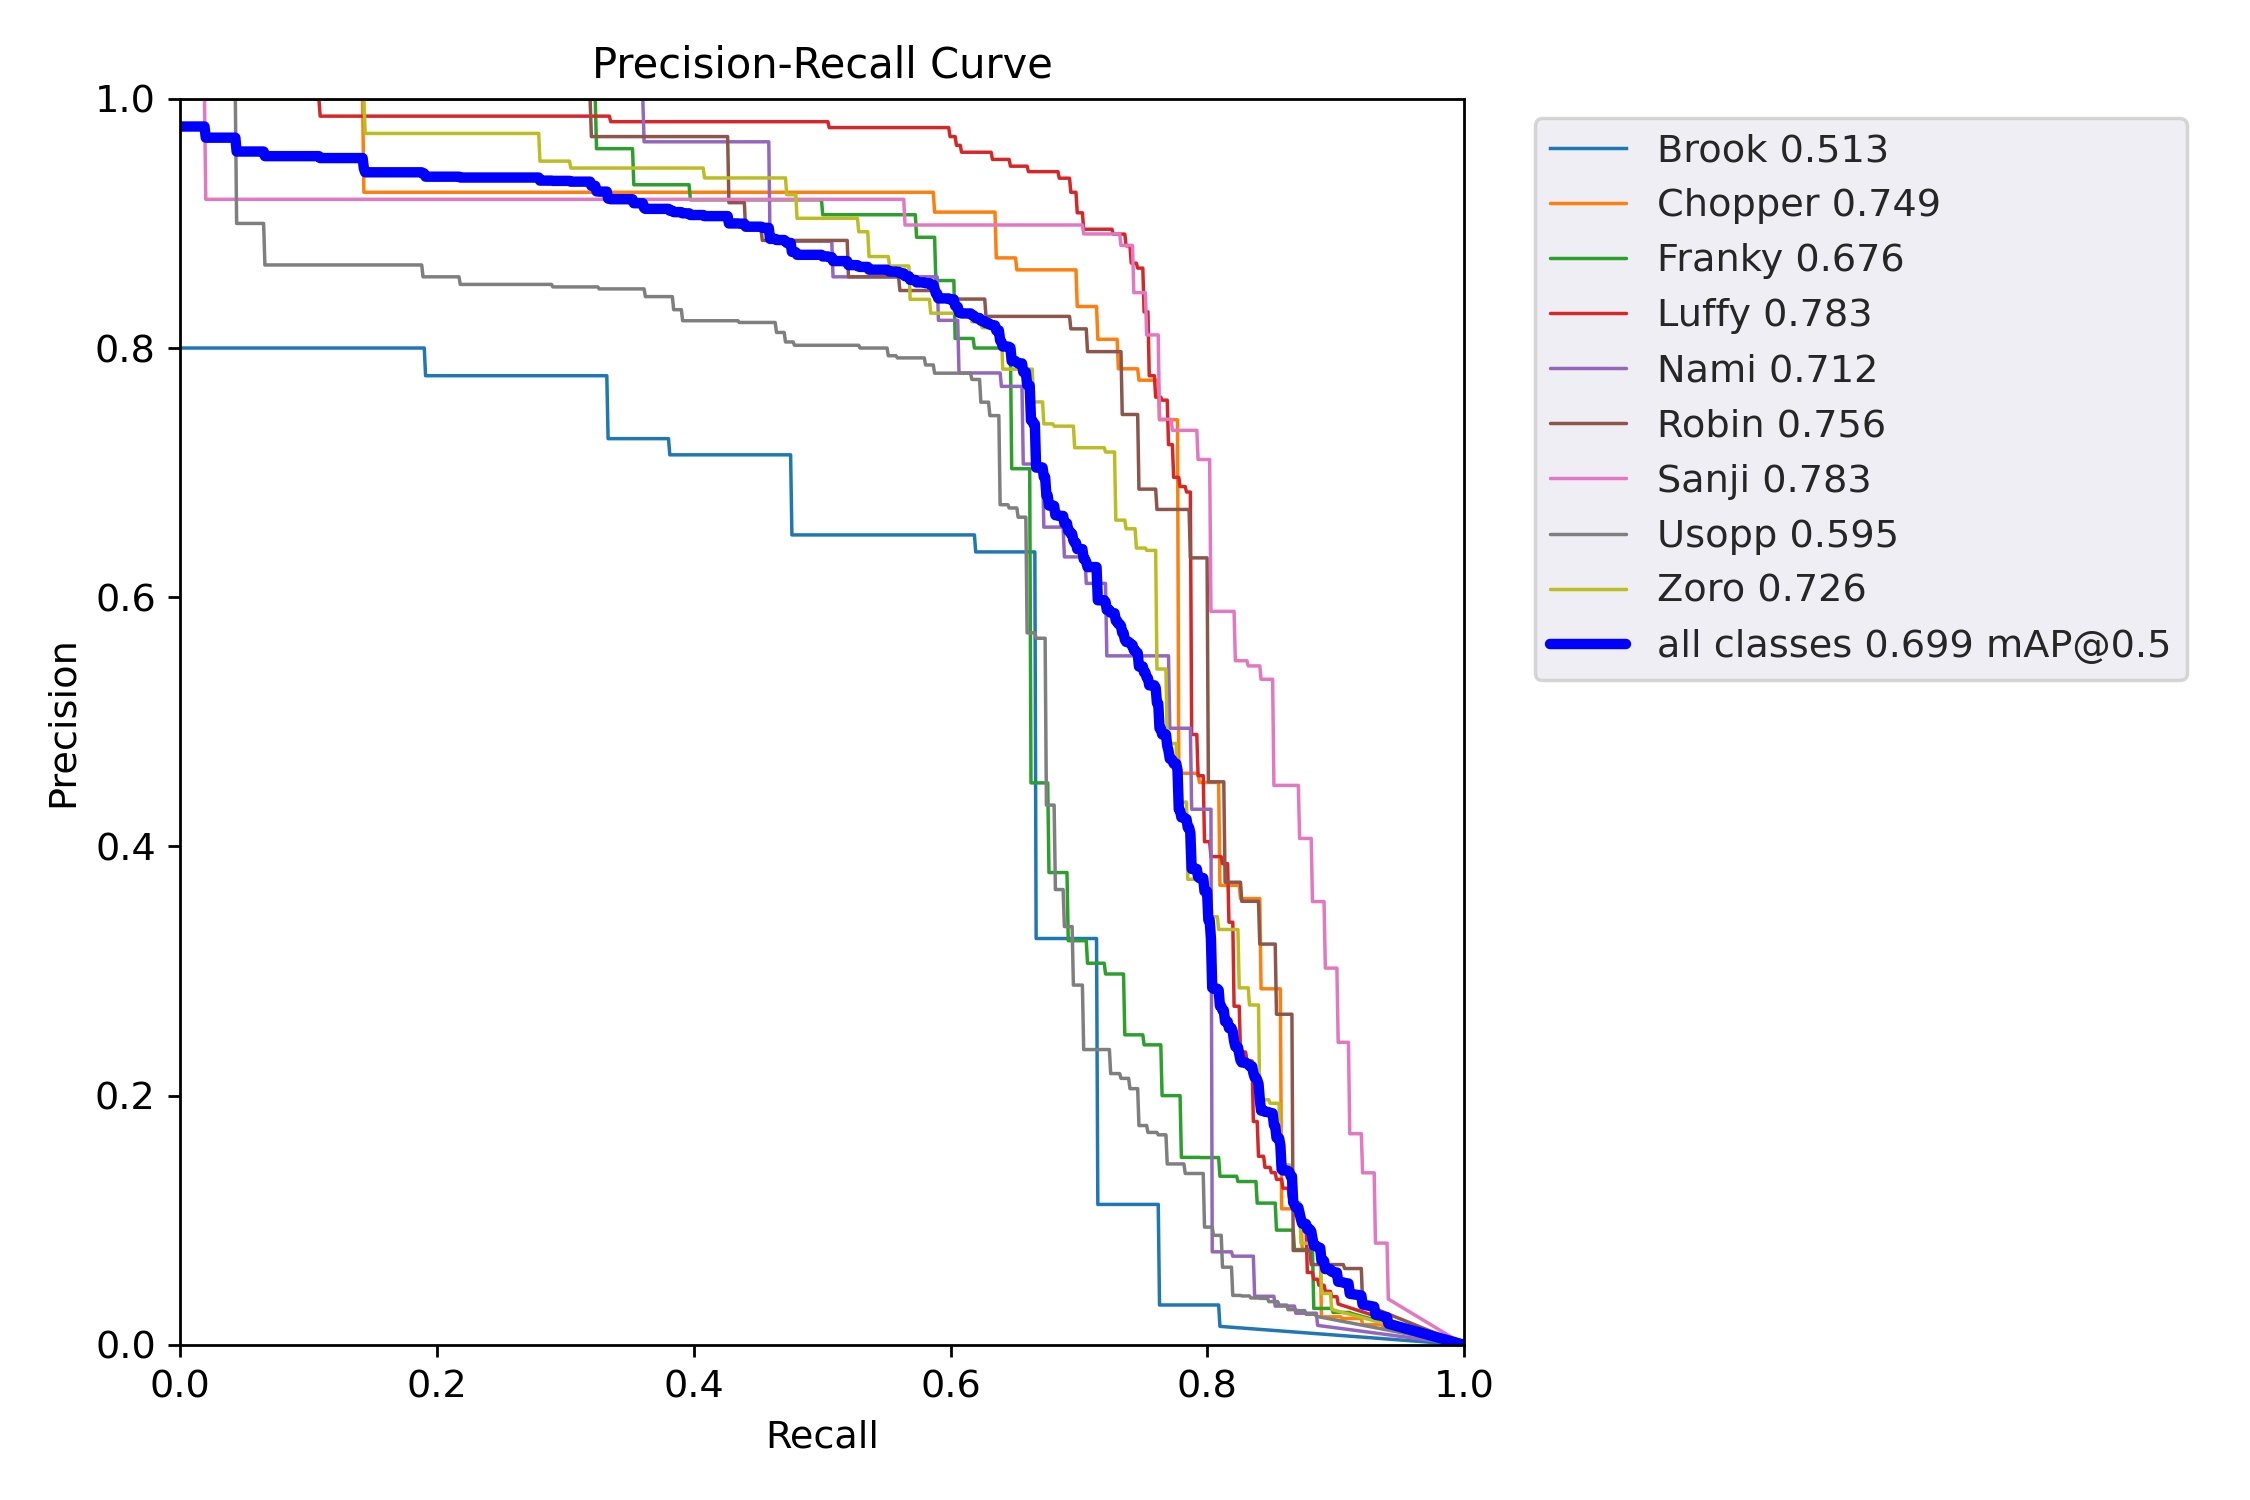 Precision-Recall Curve
1.0
0.8
0.6
0.4
0.2
0.0
Precision
0.0 0.2 0.4 0.6 0.8 1.0
Recall
Brook 0.513
Chopper 0.749
Franky 0.676
Luffy 0.783
Nami 0.712
Robin 0.756
Sanji 0.783
Usopp 0.595
Zoro 0.726
all classes 0.699 mAP@0.5